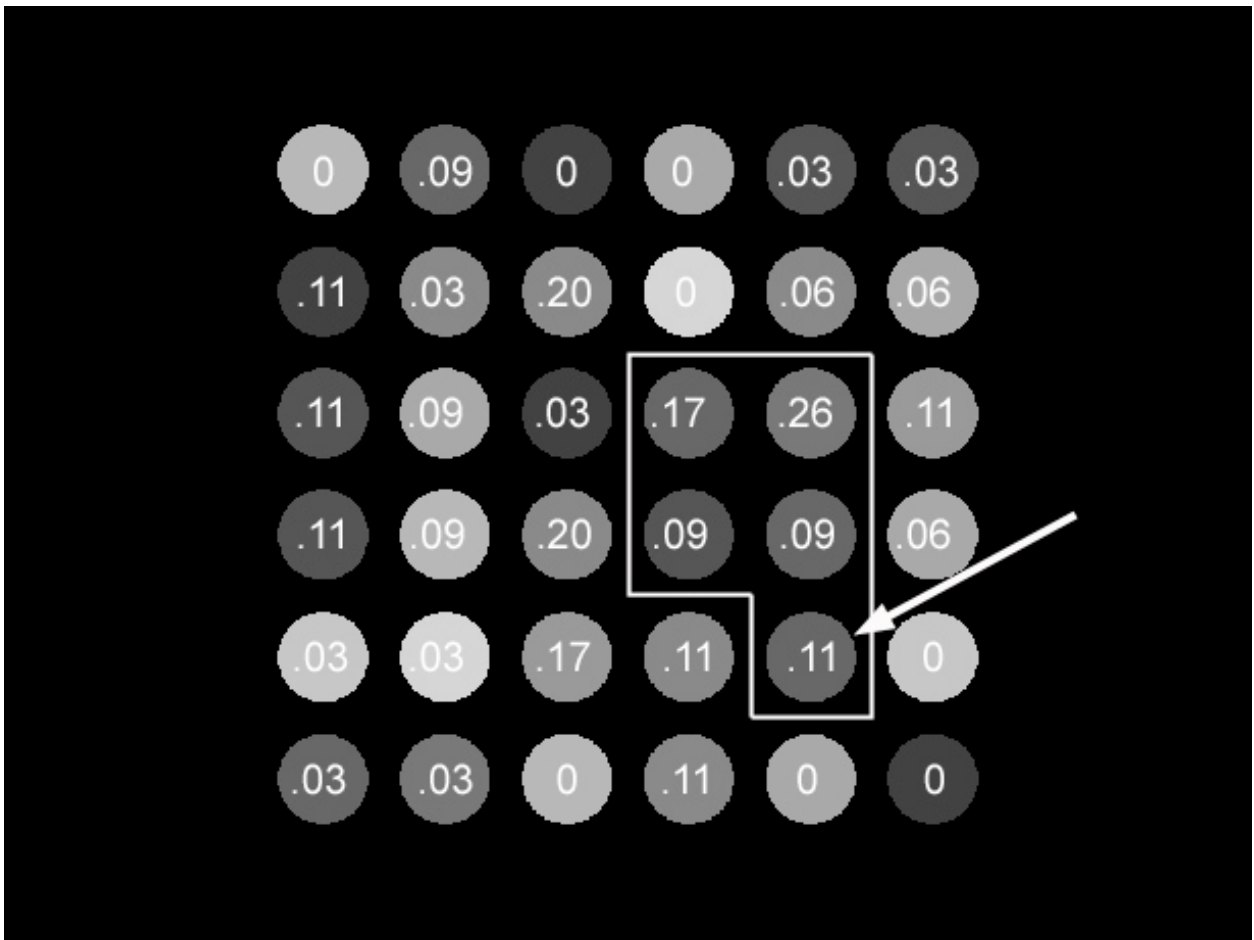 0 .09 0 0 .03 .03
.11 .03 .20 0 .06 .06
.11 .09 .03 .17 .26 .11
.11 .09 .20 .09 .09 .06
.03 .03 .17 .11 .11 0
.03 .03 0 .11 0 0